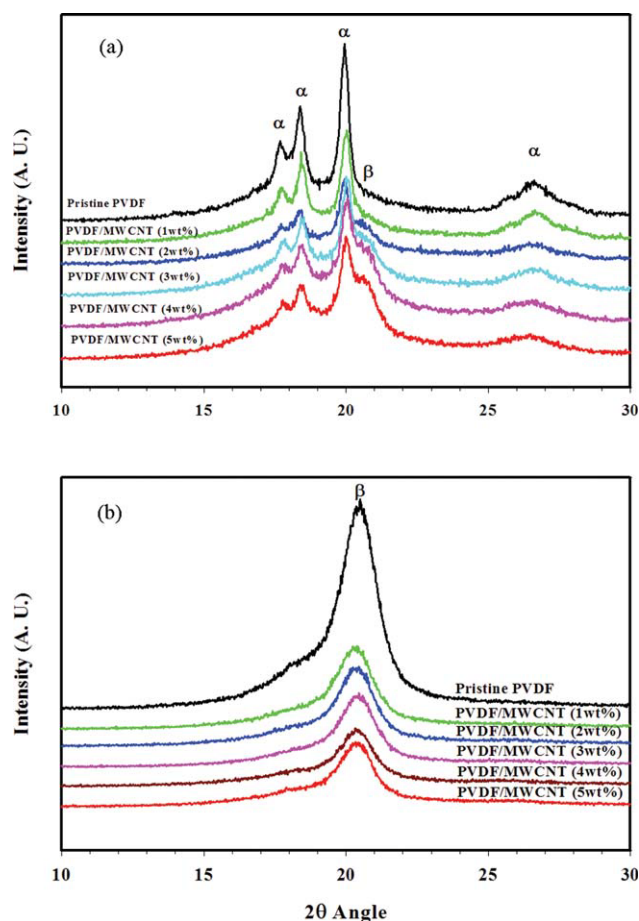 (a)
α
α
α
β
α
Intensity (A. U.)
Pristine PVDF
PVDF/MWCNT (1wt%)
PVDF/MWCNT (2wt%)
PVDF/MWCNT (3wt%)
PVDF/MWCNT (4wt%)
PVDF/MWCNT (5wt%)
10 15 20 25 30
(b)
β
Intensity (A. U.)
Pristine PVDF
PVDF/MWCNT (1wt%)
PVDF/MWCNT (2wt%)
PVDF/MWCNT (3wt%)
PVDF/MWCNT (4wt%)
PVDF/MWCNT (5wt%)
10 15 20 25 30
2θ Angle